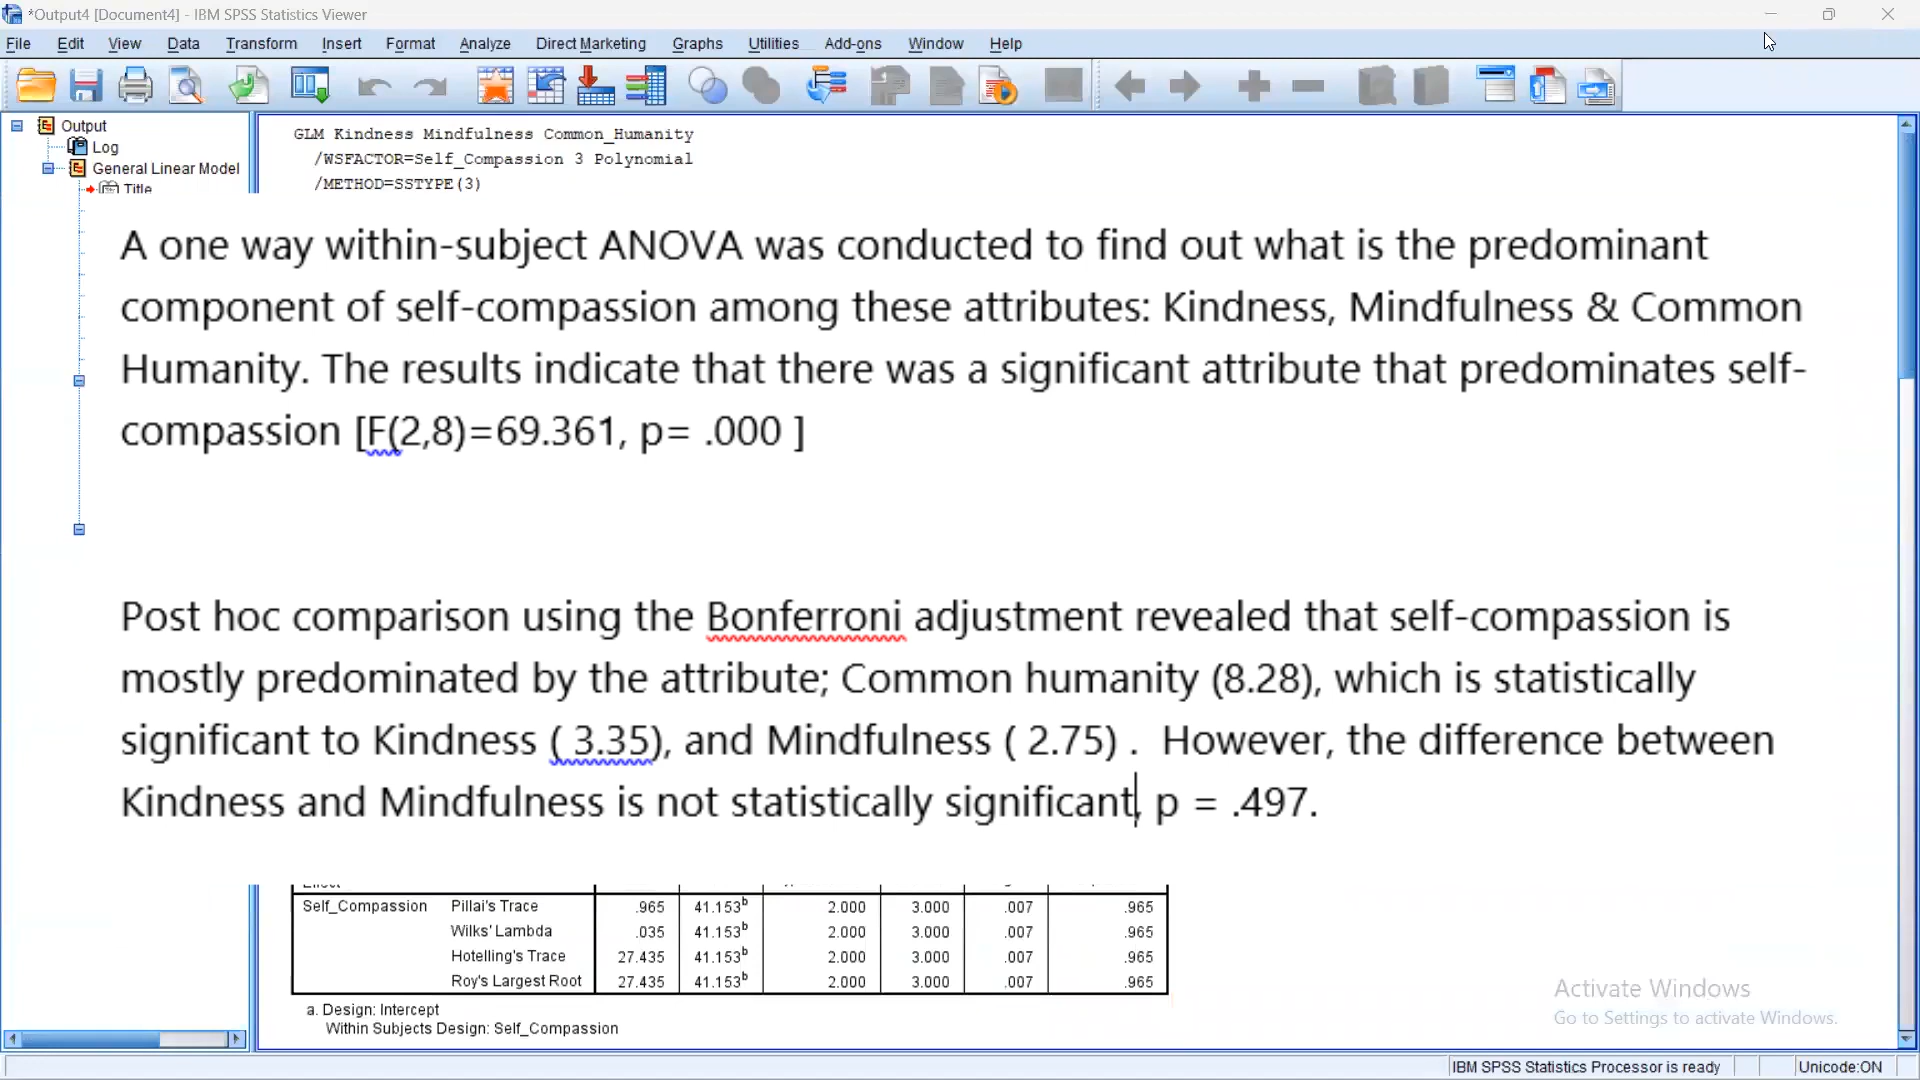 *Output4 [Document4] - IBM SPSS Statistics Viewer
File Edit View Data Transform Insert Format Analyze Direct Marketing Graphs Utilities Add-ons Window Help
Output
Log
General Linear Model
Title
GLM Kindness Mindfulness Common_Humanity
/WSFACTOR=Self_Compassion 3 Polynomial
/METHOD=SSTYPE(3)
A one way within-subject ANOVA was conducted to find out what is the predominant
component of self-compassion among these attributes: Kindness, Mindfulness & Common
Humanity. The results indicate that there was a significant attribute that predominates self-
compassion [F(2,8)=69.361, p= .000 ]
Post hoc comparison using the Bonferroni adjustment revealed that self-compassion is
mostly predominated by the attribute; Common humanity (8.28), which is statistically
significant to Kindness ( 3.35), and Mindfulness ( 2.75) . However, the difference between
Kindness and Mindfulness is not statistically significant, p = .497.
Self_Compassion Pillai's Trace .965 41.153b 2.000 3.000 .007 .965
Wilks' Lambda .035 41.153b 2.000 3.000 .007 .965
Hotelling's Trace 27.435 41.153b 2.000 3.000 .007 .965
Roy's Largest Root 27.435 41.153b 2.000 3.000 .007 .965
a. Design: Intercept
Within Subjects Design: Self_Compassion
Activate Windows
Go to Settings to activate Windows.
IBM SPSS Statistics Processor is ready Unicode:ON